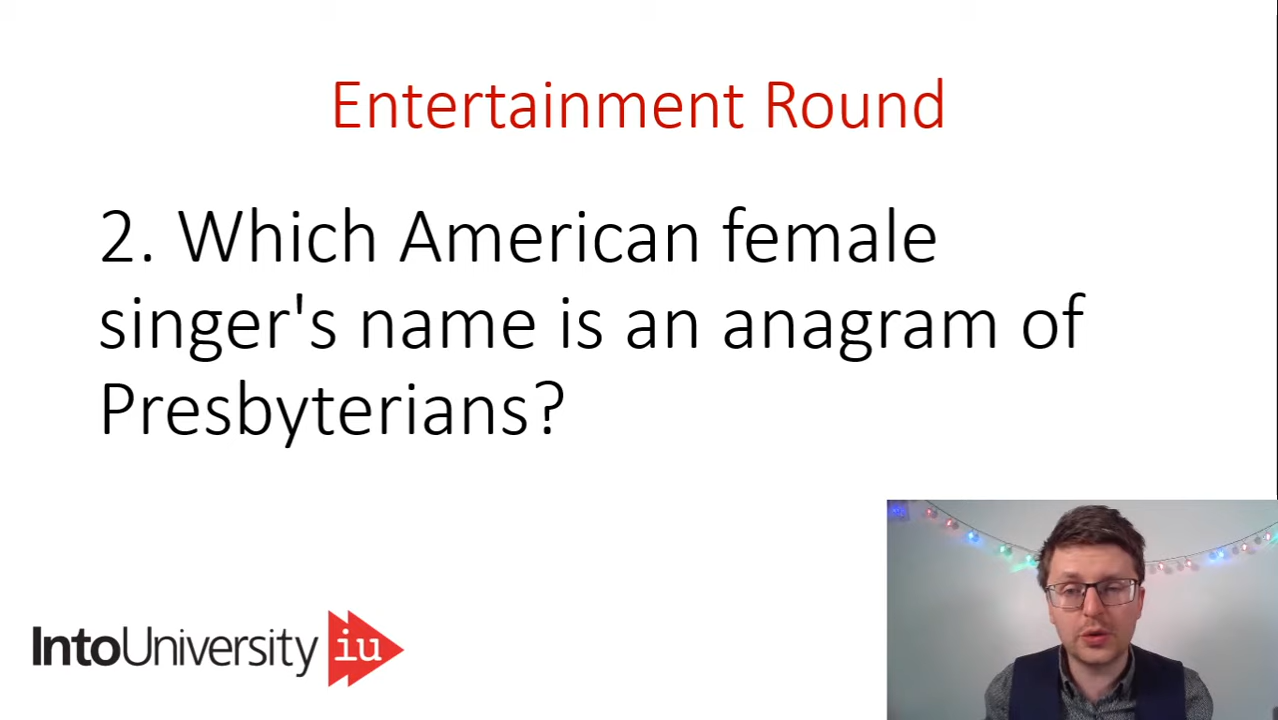 Entertainment Round
2. Which American female
singer's name is an anagram of
Presbyterians?
IntoUniversity iu